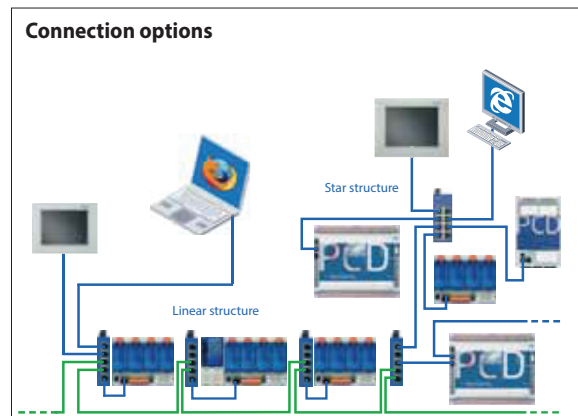 Connection options
Star structure
PCD
PCD
Linear structure
PCD